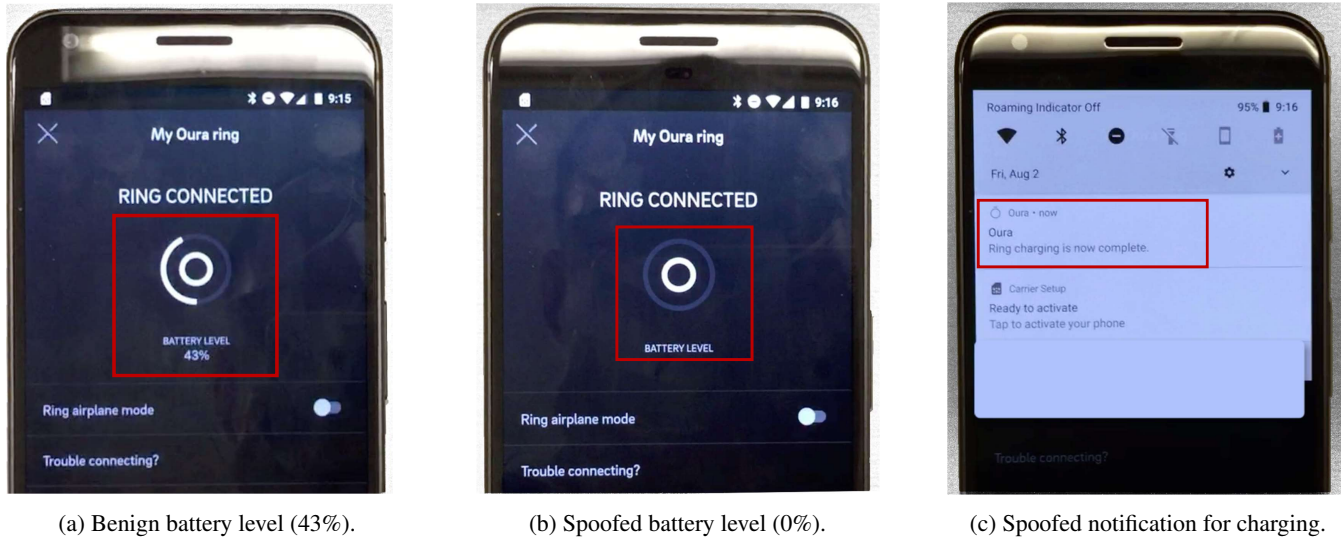 9:15
My Oura ring
RING CONNECTED
BATTERY LEVEL
43%
Ring airplane mode
Trouble connecting?
(a) Benign battery level (43%).
9:16
My Oura ring
RING CONNECTED
BATTERY LEVEL
Ring airplane mode
Trouble connecting?
(b) Spoofed battery level (0%).
Roaming Indicator Off 95% 9:16
Fri, Aug 2
Oura • now
Oura
Ring charging is now complete.
Carrier Setup
Ready to activate
Tap to activate your phone
Trouble connecting?
(c) Spoofed notification for charging.